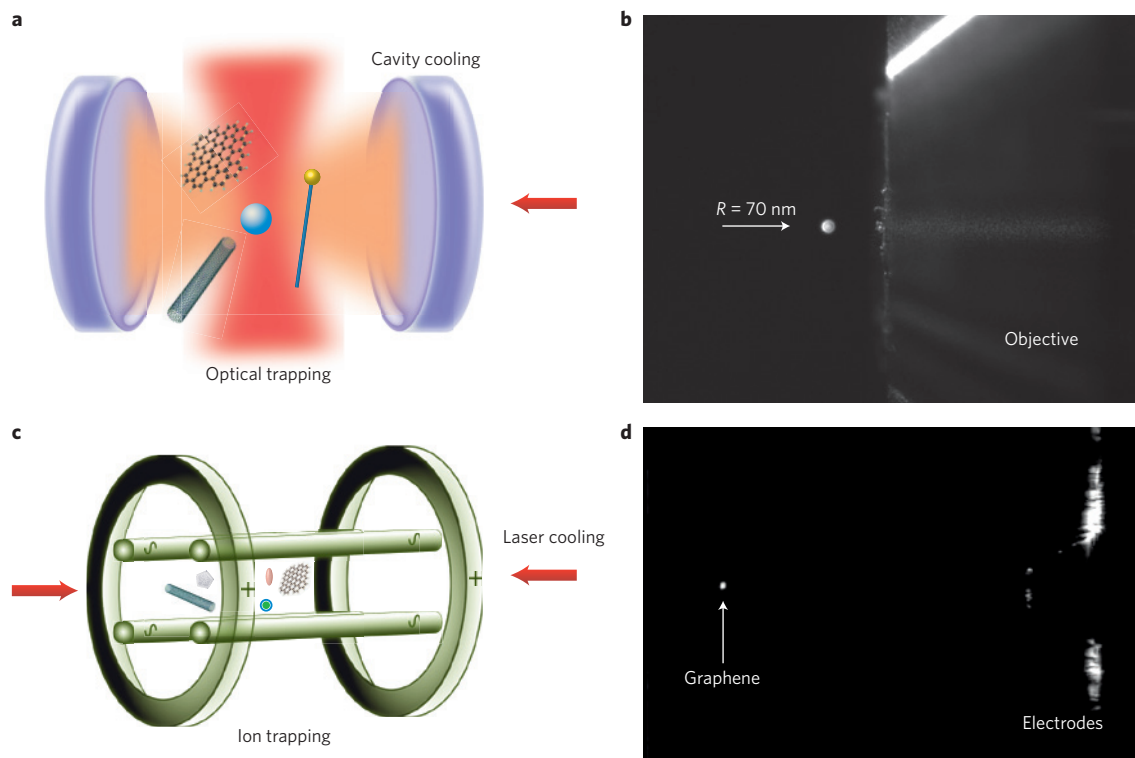 a
Cavity cooling
Optical trapping
b
R = 70 nm
Objective
c
S
S
S
S
+
+
Laser cooling
Ion trapping
d
Graphene
Electrodes